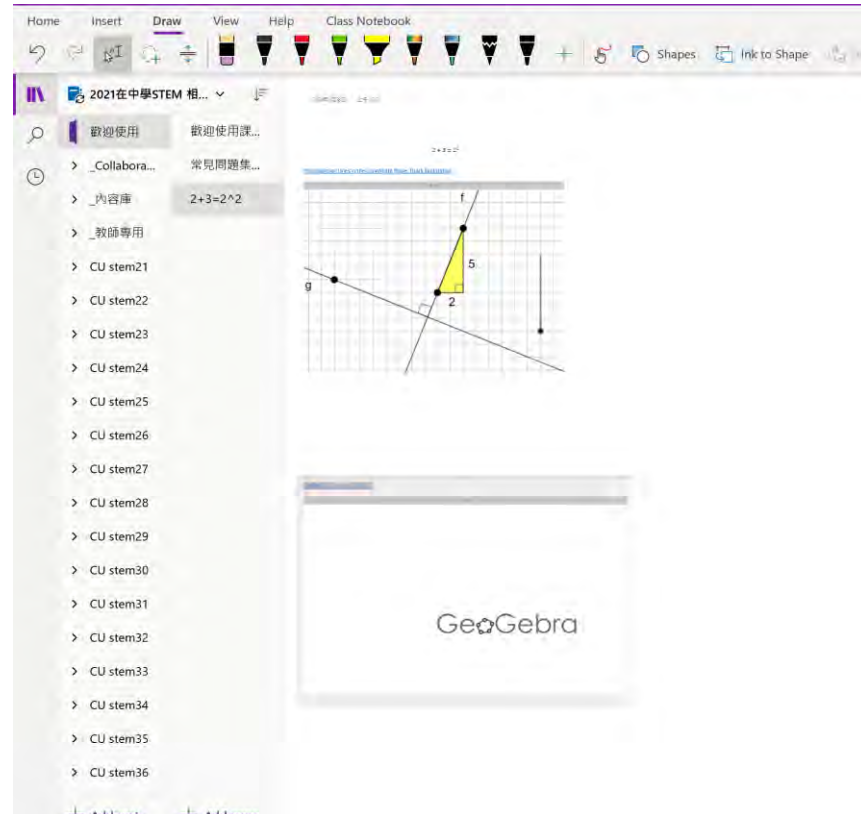 Home Insert Draw View Help Class Notebook
Shapes Ink to Shape
2021在中學STEM 相...
歡迎使用
_Collabora...
_內容庫
_教師專用
CU stem21
CU stem22
CU stem23
CU stem24
CU stem25
CU stem26
CU stem27
CU stem28
CU stem29
CU stem30
CU stem31
CU stem32
CU stem33
CU stem34
CU stem35
CU stem36
歡迎使用課...
常見問題集...
2+3=2^2
f
5
g
2
GeoGebra